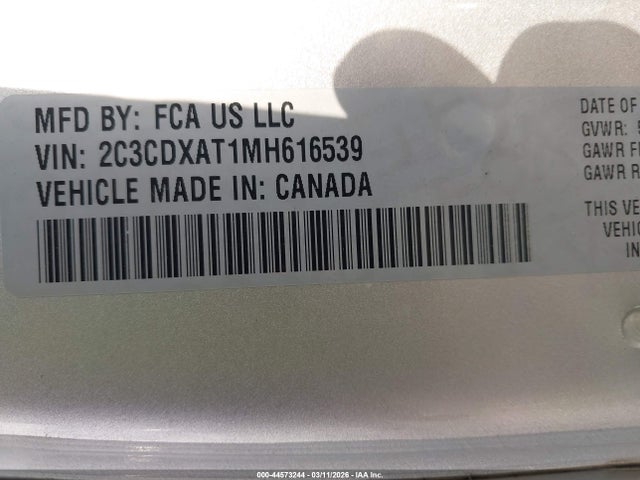 MFD BY: FCA US LLC
VIN: 2C3CDXAT1MH616539
VEHICLE MADE IN: CANADA
DATE OF
GVWR:
GAWR
GAWR R
THIS VE
VEHIC
IN
000-44573244 - 03/11/2026 - IAA Inc.